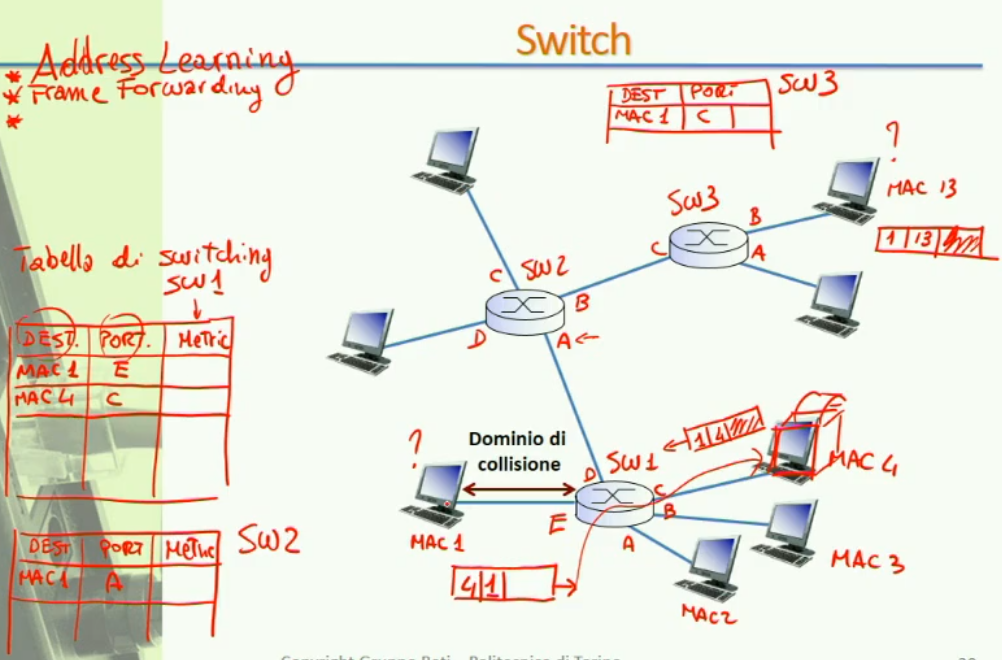 Switch
* Address Learning
* Frame Forwarding
*
DEST PORT SW3
MAC 1 C
?
MAC 13
SW3
B
1 13
C
A
Tabella di switching
SW1
C SW2
B
D
A
DEST. PORT. Metric
MAC 1 E
MAC 4 C
1 4
MAC 4
?
Dominio di
collisione
D SW1
C
B
E
A
MAC 1
MAC 3
4 1
MAC2
DEST PORT Metric SW2
MAC 1 A
Copyright Gruppo Reti – Politecnico di Torino